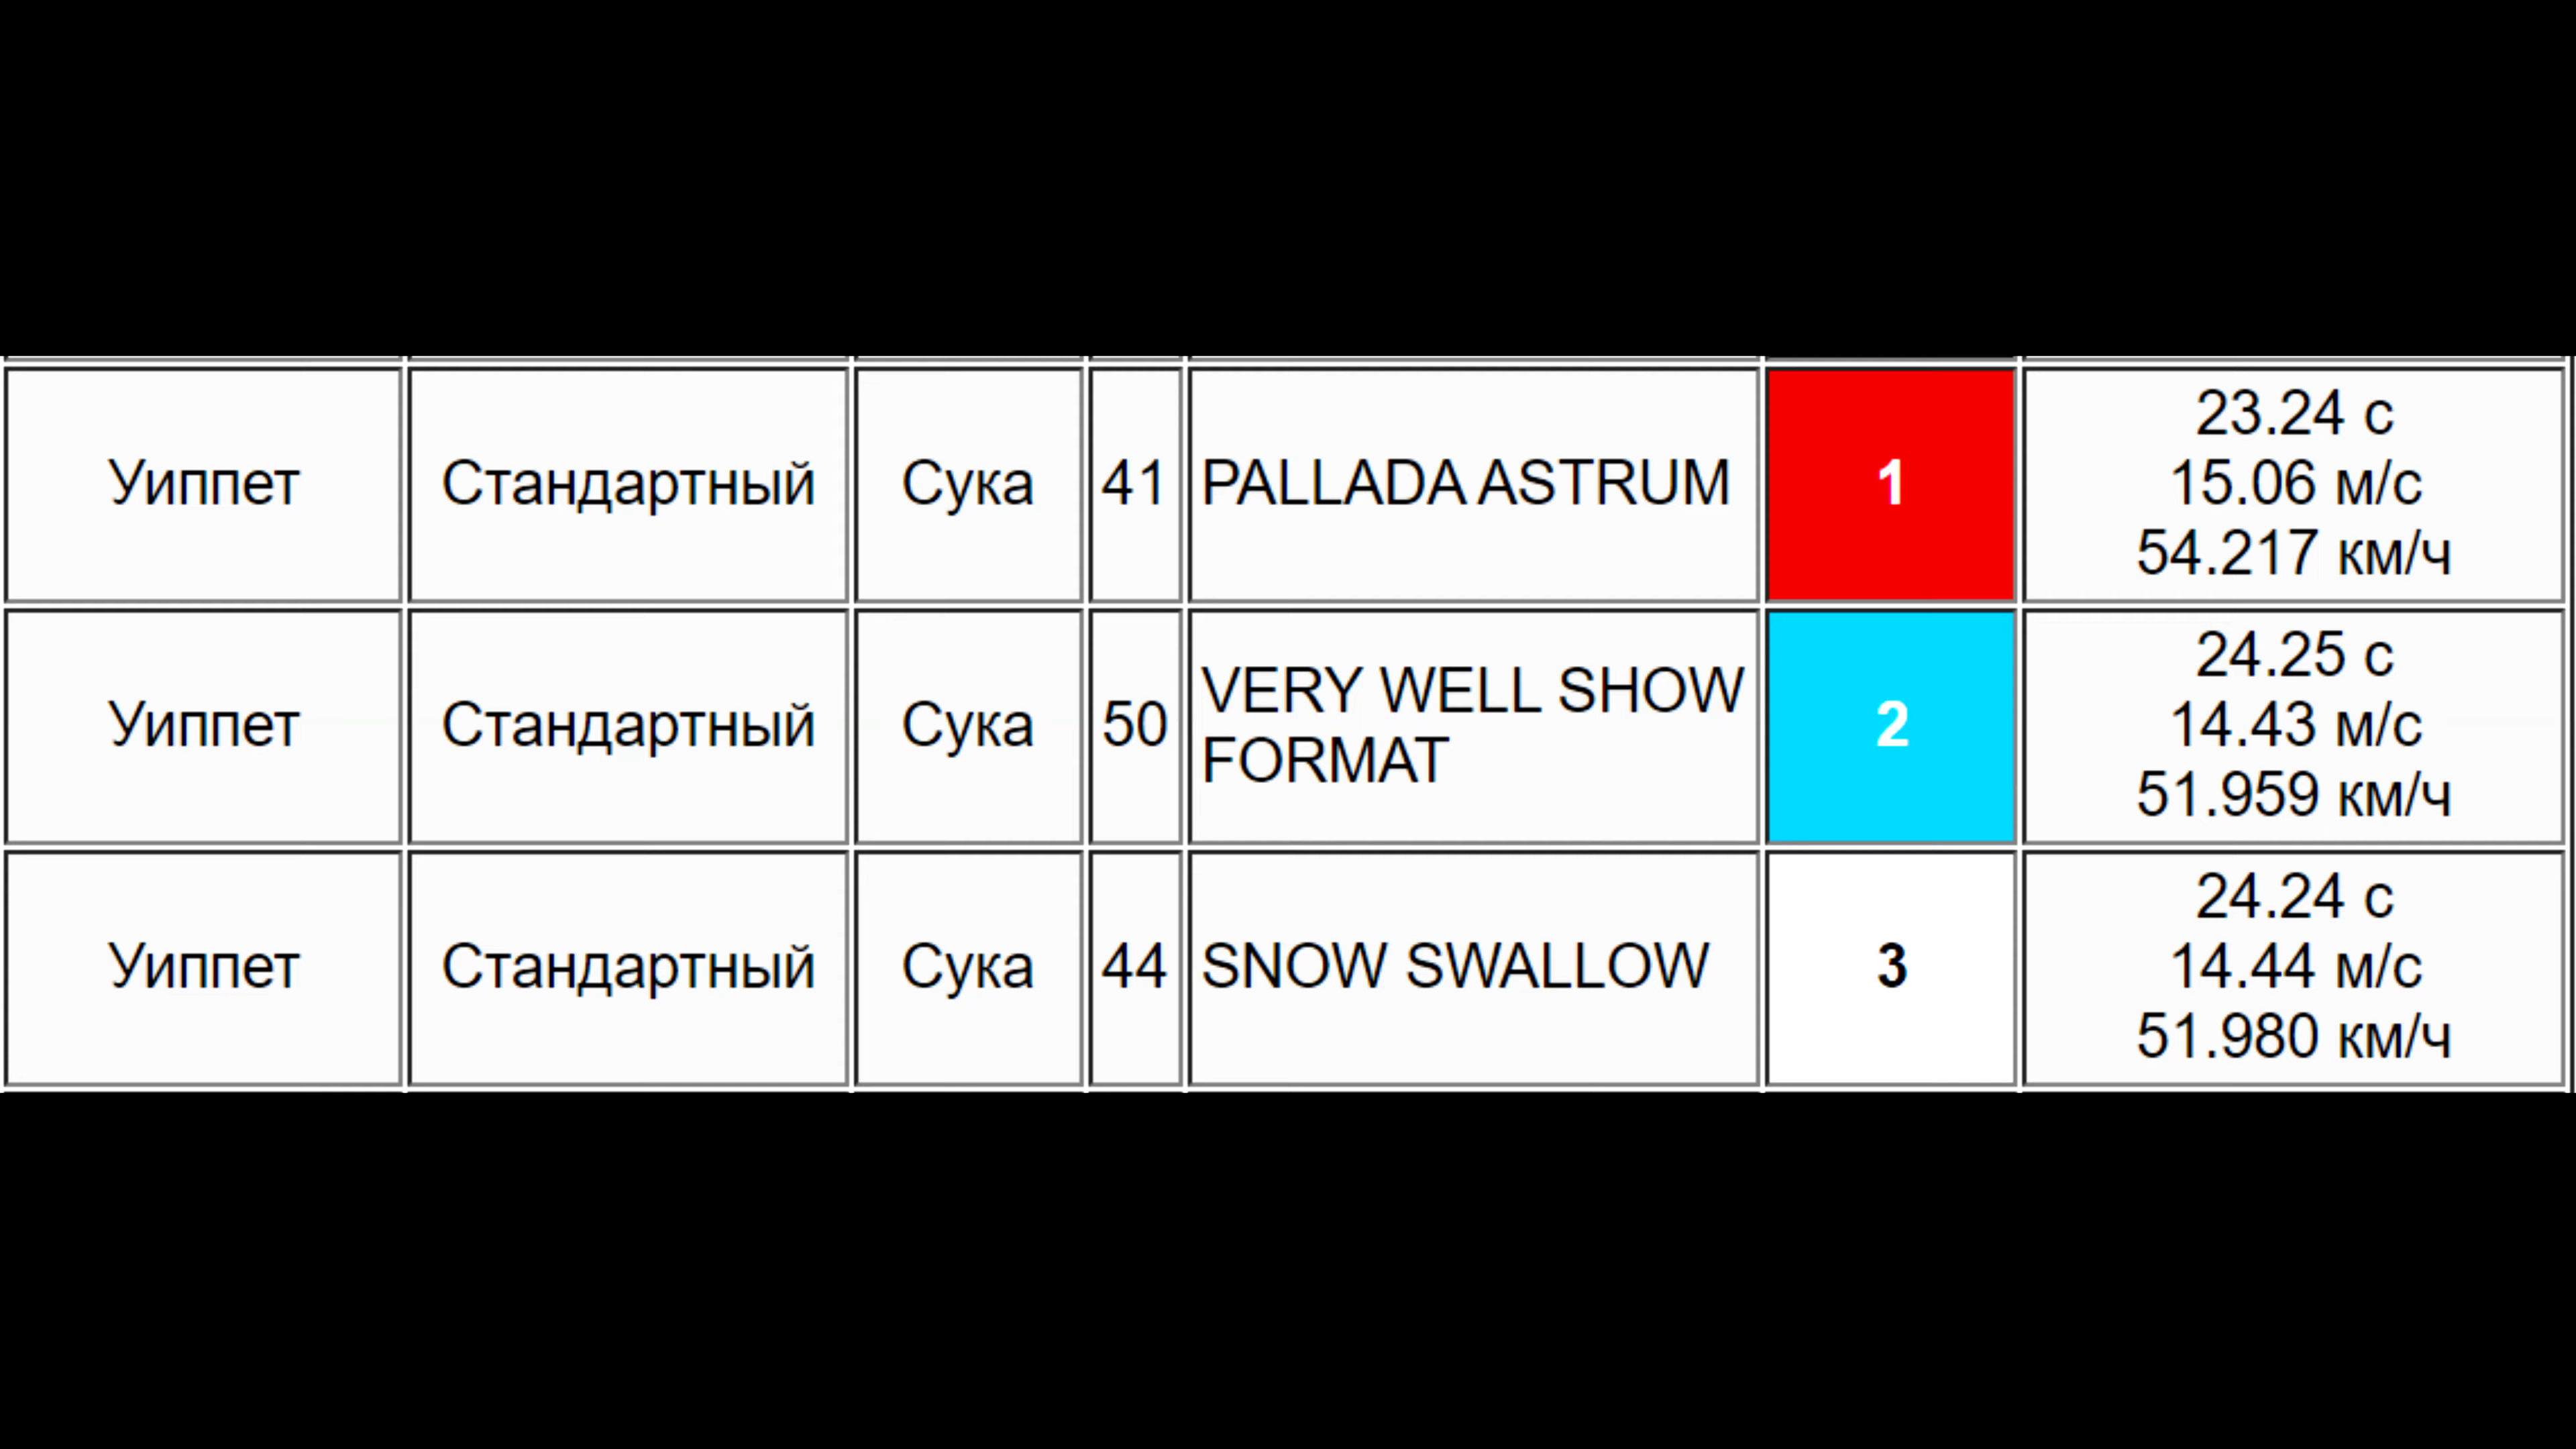 Уиппет Стандартный Сука 41 PALLADA ASTRUM 1 23.24 с
15.06 м/с
54.217 км/ч
Уиппет Стандартный Сука 50 VERY WELL SHOW
FORMAT 2 24.25 с
14.43 м/с
51.959 км/ч
Уиппет Стандартный Сука 44 SNOW SWALLOW 3 24.24 с
14.44 м/с
51.980 км/ч